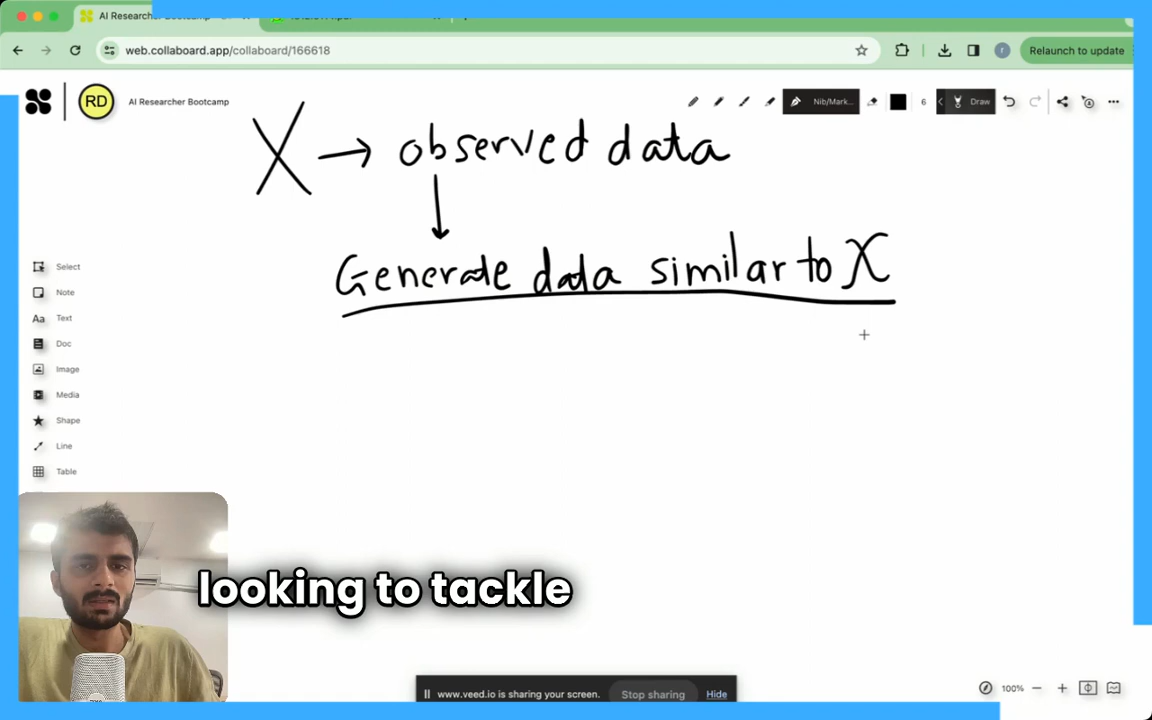 AI Researcher Bootcamp
web.collaboard.app/collaboard/166618
Relaunch to update
RD
AI Researcher Bootcamp
Nib/Mark...
6
Draw
X → observed data
↓
Generate data similar to X
Select
Note
Aa Text
Doc
Image
Media
Shape
Line
Table
looking to tackle
www.veed.io is sharing your screen. Stop sharing Hide
100%